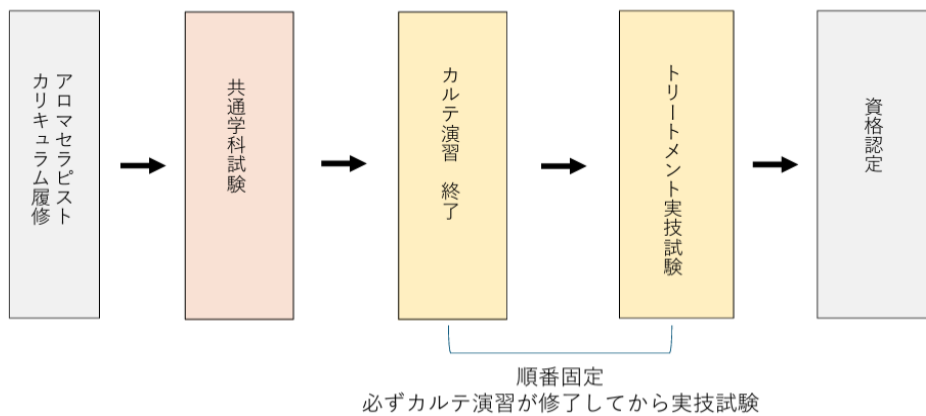 アロマセラピスト
カリキュラム履修
共通学科試験
カルテ演習　終了
トリートメント実技試験
資格認定
順番固定
必ずカルテ演習が修了してから実技試験